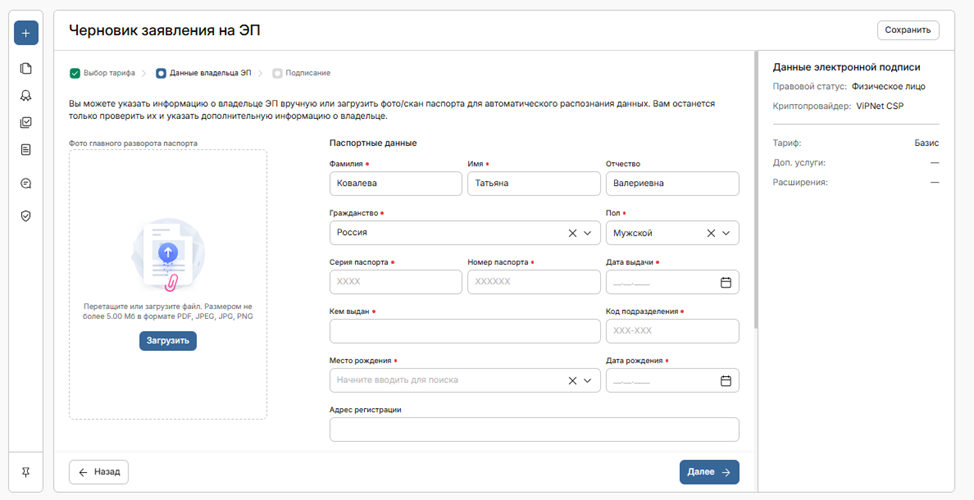 Черновик заявления на ЭП
Сохранить
Выбор тарифа
Данные владельца ЭП
Подписание
Вы можете указать информацию о владельце ЭП вручную или загрузить фото/скан паспорта для автоматического распознания данных. Вам останется
только проверить их и указать дополнительную информацию о владельце.
Фото главного разворота паспорта
Перетащите или загрузите файл. Размером не
более 5.00 Мб в формате PDF, JPEG, JPG, PNG
Загрузить
Паспортные данные
Фамилия •
Имя •
Отчество
Ковалева
Татьяна
Валериевна
Гражданство •
Пол •
Россия
Мужской
Серия паспорта •
Номер паспорта •
Дата выдачи •
XXXX
XXXXXX
__.__.____
Кем выдан •
Код подразделения •
XXX-XXX
Место рождения •
Дата рождения •
Начните вводить для поиска
__.__.____
Адрес регистрации
Назад
Далее
Данные электронной подписи
Правовой статус: Физическое лицо
Криптопровайдер: ViPNet CSP
Тариф: Базис
Доп. услуги: —
Расширения: —